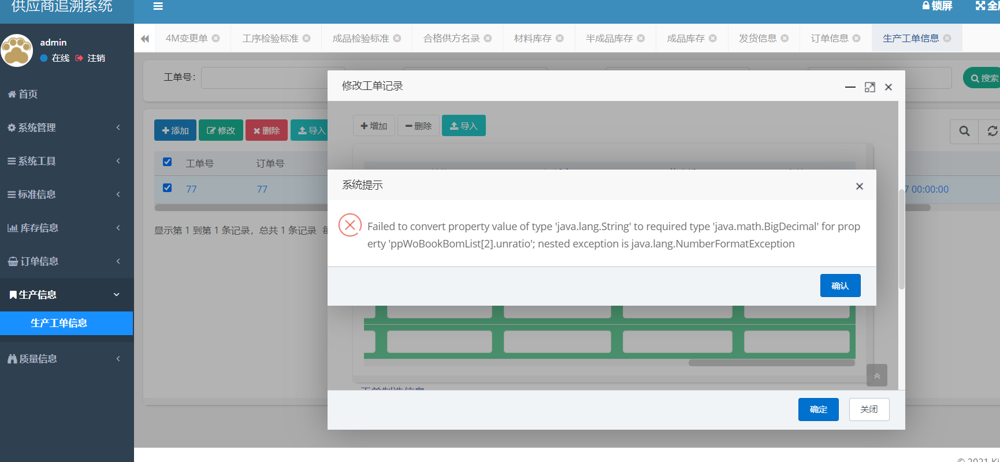 供应商追溯系统
锁屏
全
admin
在线 注销
首页
系统管理
系统工具
标准信息
库存信息
订单信息
生产信息
生产工单信息
质量信息
4M变更单 工序检验标准 成品检验标准 合格供方名录 材料库存 半成品库存 成品库存 发货信息 订单信息 生产工单信息
工单号：
搜索
添加 修改 删除 导入
工单号 订单号
77 77
7 00:00:00
显示第 1 到第 1 条记录，总共 1 条记录
修改工单记录
增加 删除 导入
系统提示
Failed to convert property value of type 'java.lang.String' to required type 'java.math.BigDecimal' for prop
erty 'ppWoBookBomList[2].unratio'; nested exception is java.lang.NumberFormatException
确认
工单制造信息
确定 关闭
© 2021 Ki